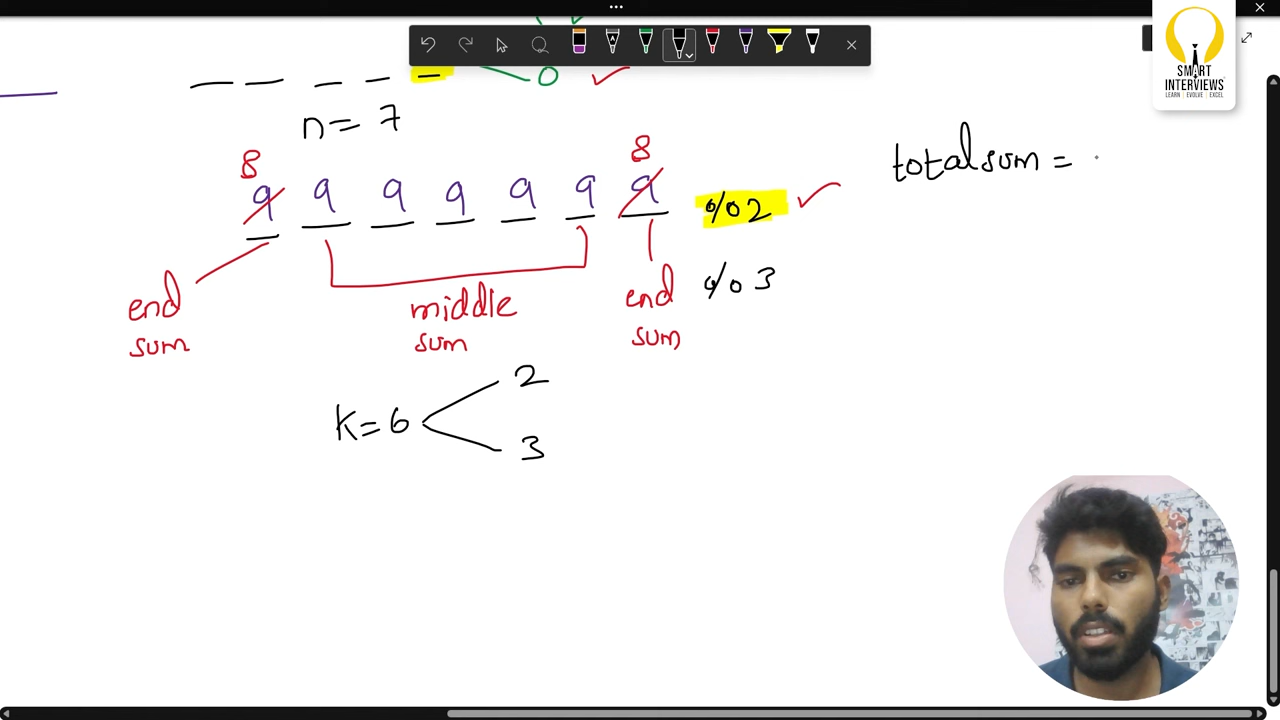 SMART
INTERVIEWS
LEARN | EVOLVE | EXCEL
0
n = 7
8 8
9 9 9 9 9 9 9 %2
totalsum =
%3
end sum
middle sum
end sum
K=6
2
3